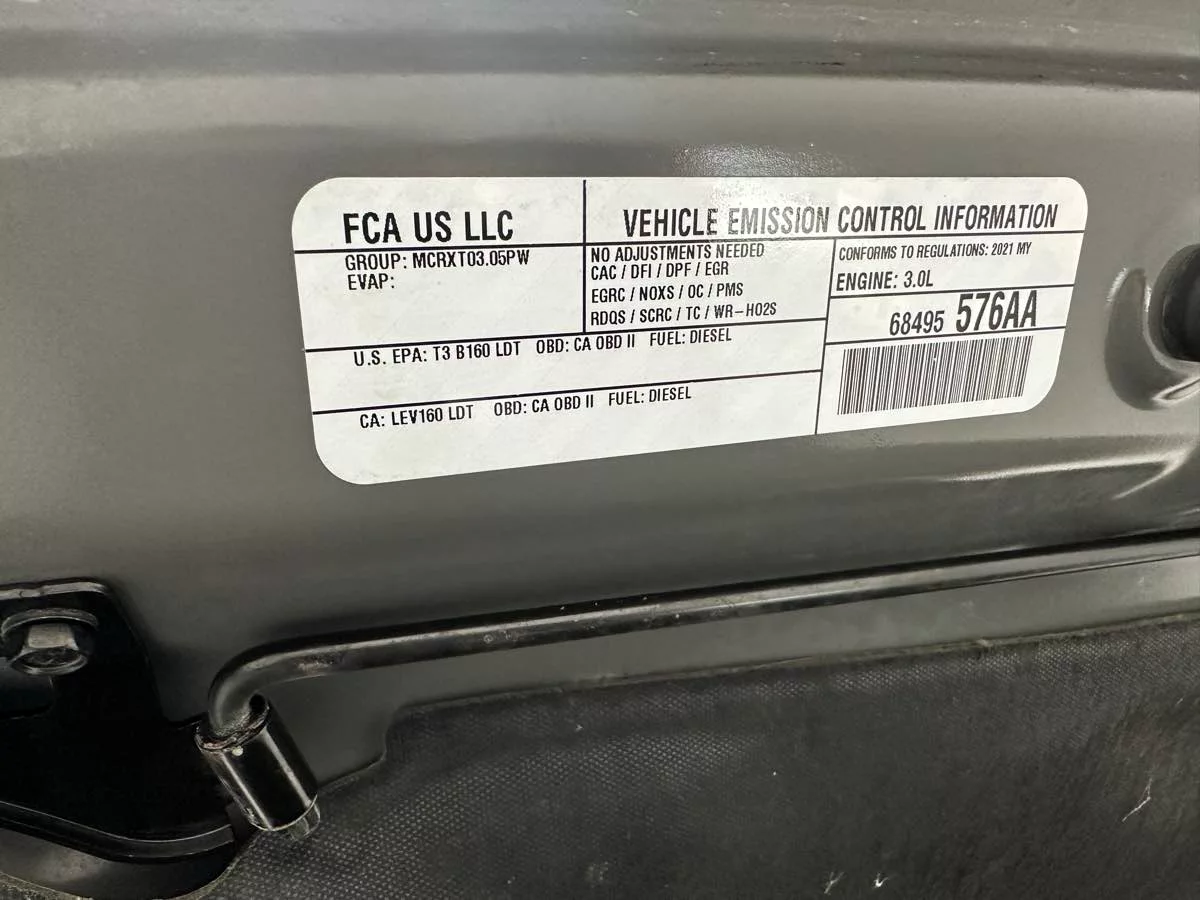 FCA US LLC
GROUP: MCRXT03.05PW
EVAP:
VEHICLE EMISSION CONTROL INFORMATION
NO ADJUSTMENTS NEEDED
CAC / DFI / DPF / EGR
EGRC / NOXS / OC / PMS
RDQS / SCRC / TC / WR-HO2S
CONFORMS TO REGULATIONS: 2021 MY
ENGINE: 3.0L
68495 576AA
U.S. EPA: T3 B160 LDT OBD: CA OBD II FUEL: DIESEL
CA: LEV160 LDT OBD: CA OBD II FUEL: DIESEL